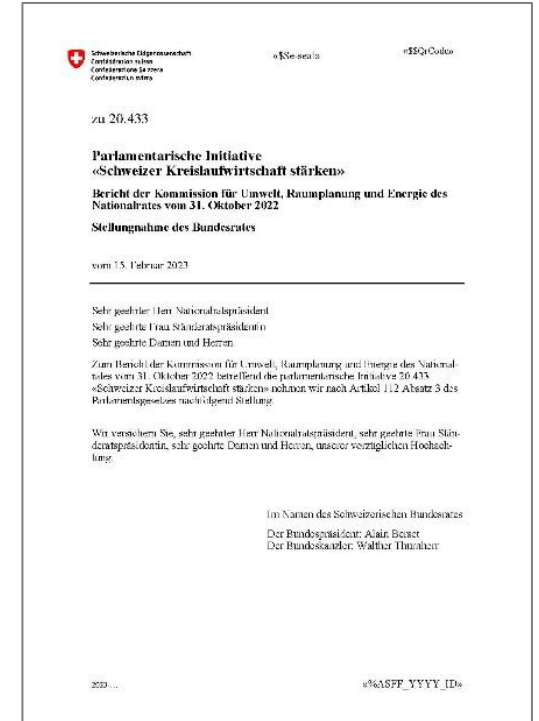 Schweizerische Eidgenossenschaft
Confédération suisse
Confederazione Svizzera
Confederaziun svizra
«$Se-seal»
«$$QrCode»
zu 20.433
Parlamentarische Initiative
«Schweizer Kreislaufwirtschaft stärken»
Bericht der Kommission für Umwelt, Raumplanung und Energie des
Nationalrates vom 31. Oktober 2022
Stellungnahme des Bundesrates
vom 15. Februar 2023
Sehr geehrter Herr Nationalratspräsident
Sehr geehrte Frau Ständeratspräsidentin
Sehr geehrte Damen und Herren
Zum Bericht der Kommission für Umwelt, Raumplanung und Energie des National-
rates vom 31. Oktober 2022 betreffend die parlamentarische Initiative 20.433
«Schweizer Kreislaufwirtschaft stärken» nehmen wir nach Artikel 112 Absatz 3 des
Parlamentsgesetzes nachfolgend Stellung.
Wir versichern Sie, sehr geehrter Herr Nationalratspräsident, sehr geehrte Frau Stän-
deratspräsidentin, sehr geehrte Damen und Herren, unserer vorzüglichen Hochach-
tung.
Im Namen des Schweizerischen Bundesrates
Der Bundespräsident: Alain Berset
Der Bundeskanzler: Walther Thurnherr
2023-...
«%ASFF_YYYY_ID»